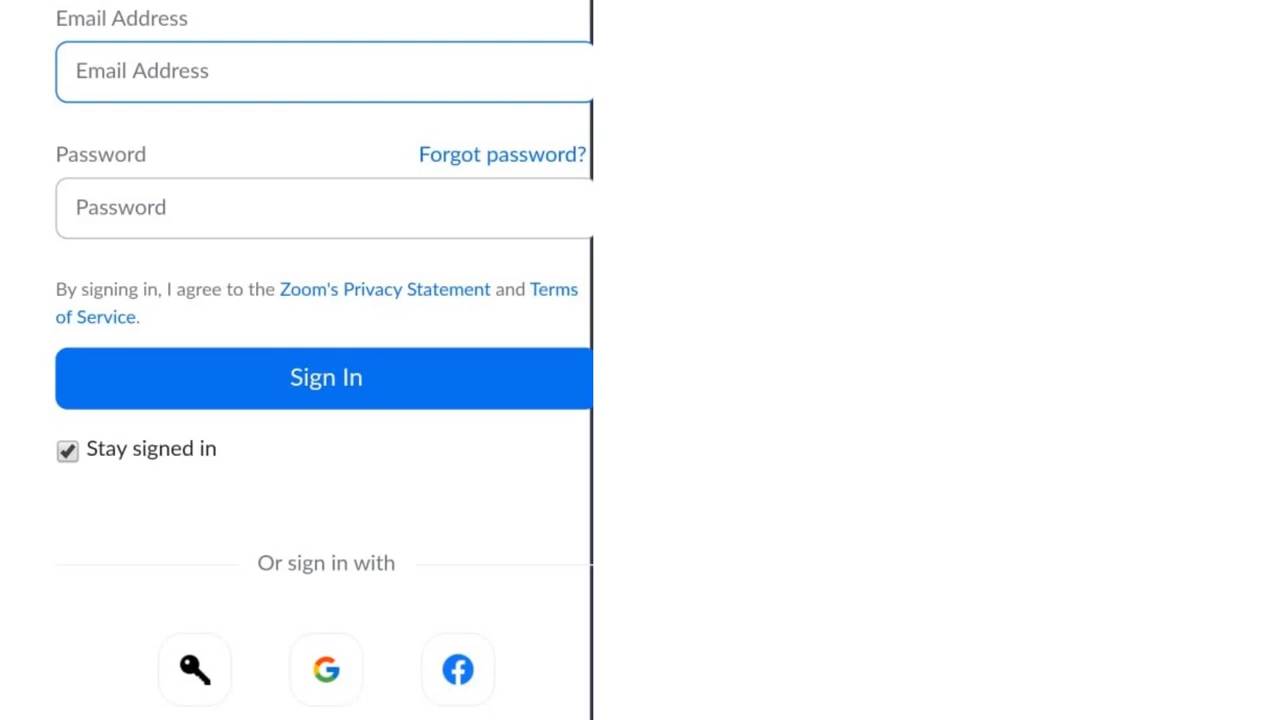 Email Address
Email Address
Password Forgot password?
Password
By signing in, I agree to the Zoom's Privacy Statement and Terms
of Service.
Sign In
Stay signed in
Or sign in with